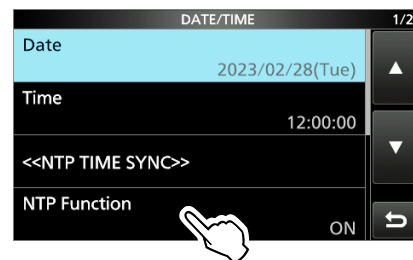 DATE/TIME 1/2
Date
2023/02/28(Tue)
Time
12:00:00
<<NTP TIME SYNC>>
NTP Function
ON